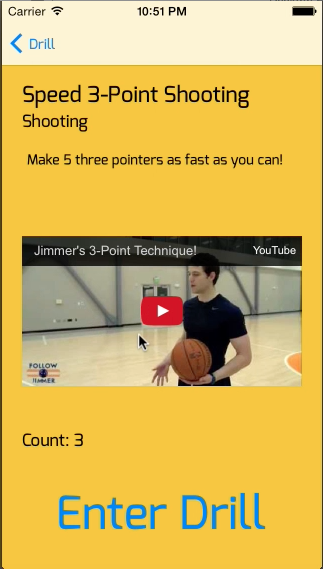 Carrier 10:51 PM
Drill
Speed 3-Point Shooting
Shooting
Make 5 three pointers as fast as you can!
Jimmer's 3-Point Technique! YouTube
FOLLOW
JIMMER
Count: 3
Enter Drill